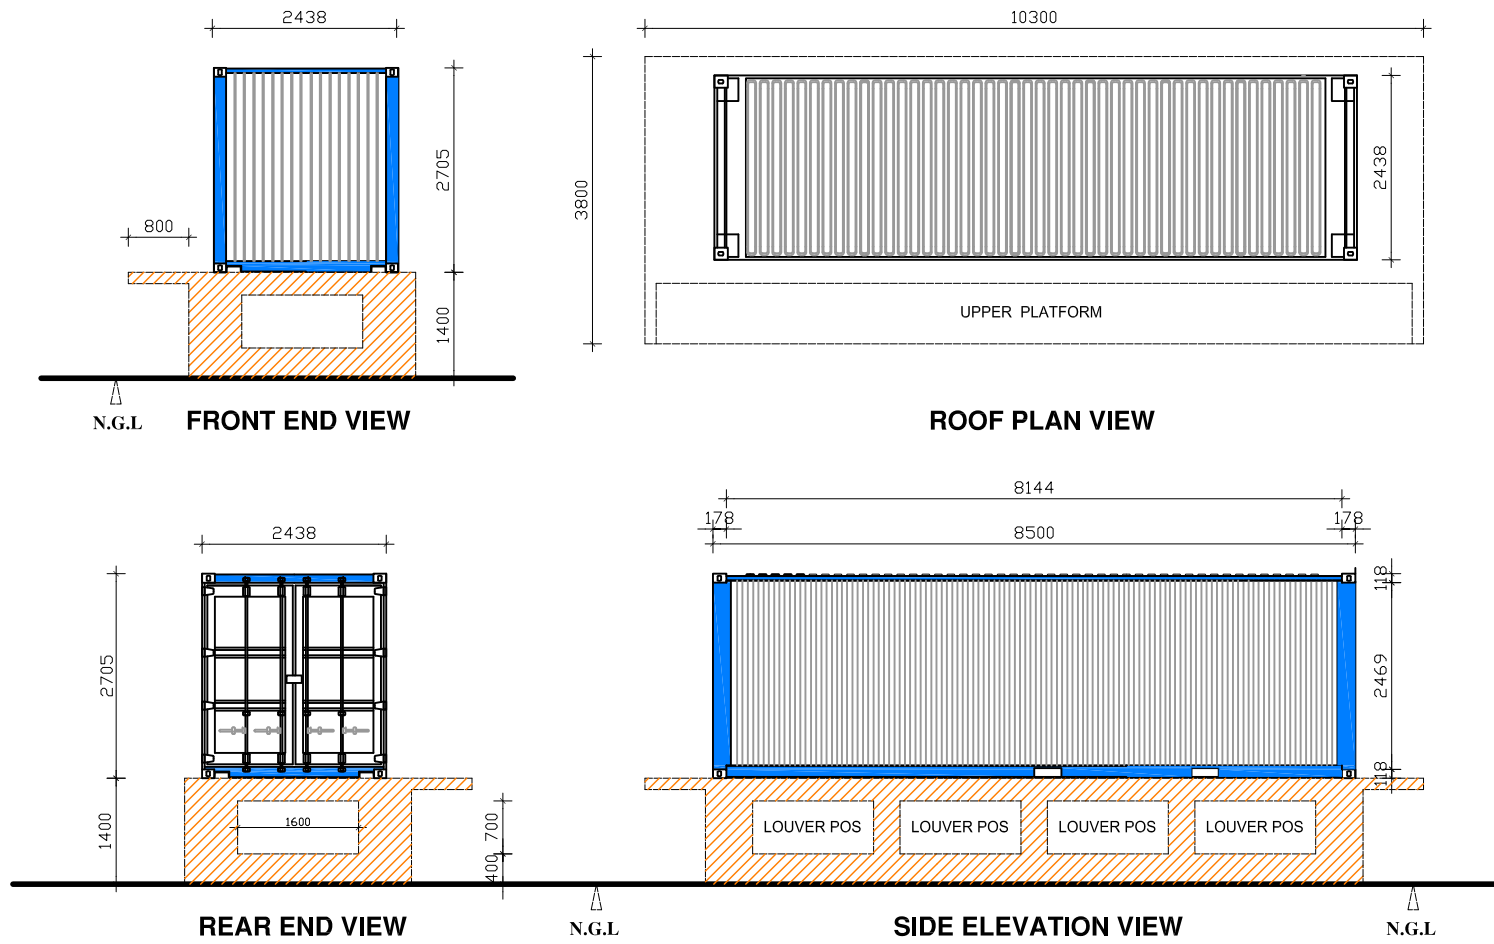 2438
2705
800
1400
N.G.L
FRONT END VIEW
10300
3800
2438
UPPER PLATFORM
ROOF PLAN VIEW
2438
2705
1400
1600
700
400
REAR END VIEW
N.G.L
8144
178
178
8500
118
2469
118
LOUVER POS
LOUVER POS
LOUVER POS
LOUVER POS
SIDE ELEVATION VIEW
N.G.L